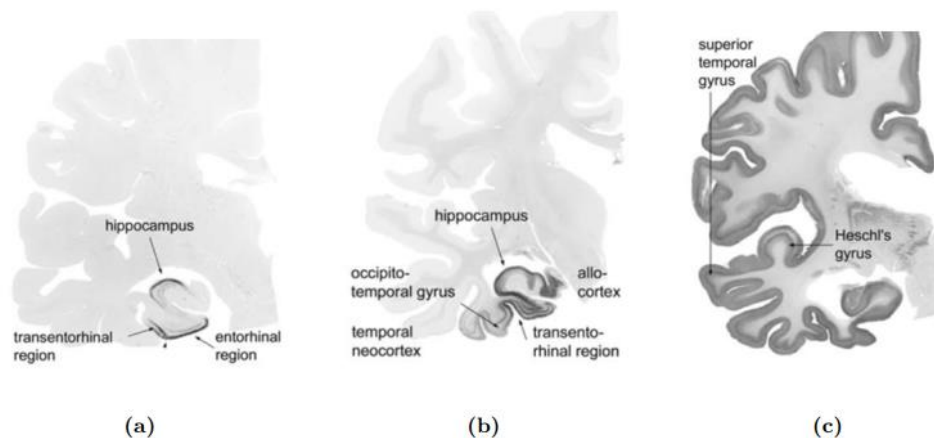 hippocampus
transentorhinal
region
entorhinal
region
(a)
hippocampus
occipito-
temporal gyrus
allo-
cortex
temporal
neocortex
transento-
rhinal region
(b)
superior
temporal
gyrus
Heschl's
gyrus
(c)